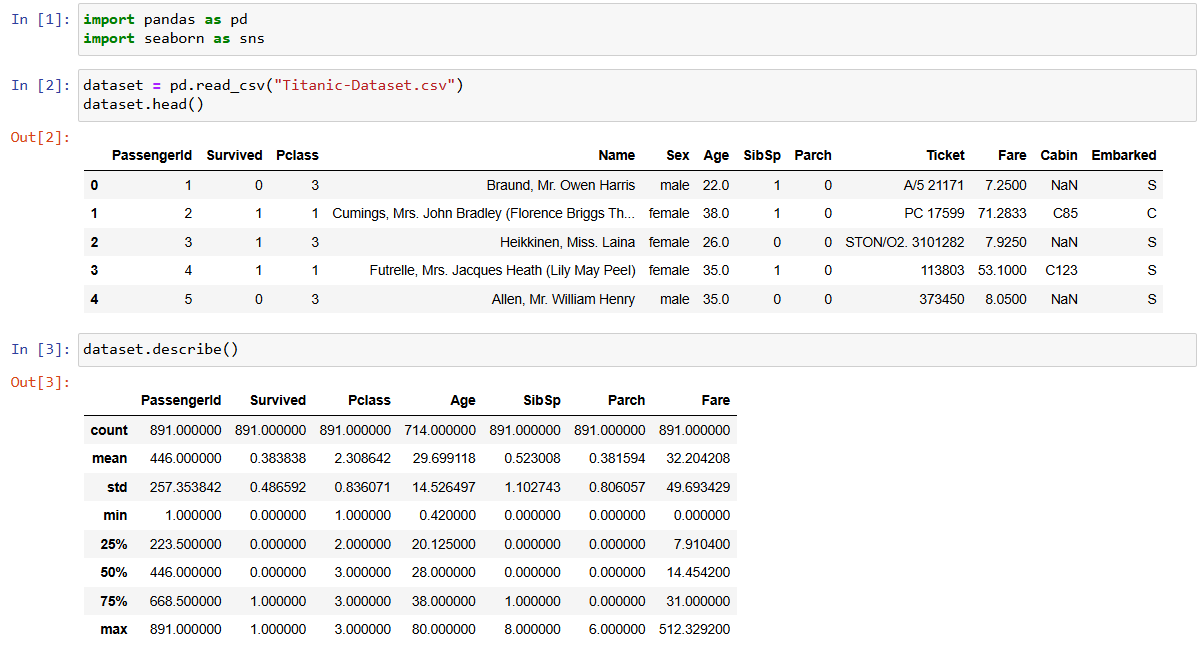 In [1]: import pandas as pd
import seaborn as sns
In [2]: dataset = pd.read_csv("Titanic-Dataset.csv")
dataset.head()
Out[2]:
PassengerId Survived Pclass Name Sex Age SibSp Parch Ticket Fare Cabin Embarked
0 1 0 3 Braund, Mr. Owen Harris male 22.0 1 0 A/5 21171 7.2500 NaN S
1 2 1 1 Cumings, Mrs. John Bradley (Florence Briggs Th... female 38.0 1 0 PC 17599 71.2833 C85 C
2 3 1 3 Heikkinen, Miss. Laina female 26.0 0 0 STON/O2. 3101282 7.9250 NaN S
3 4 1 1 Futrelle, Mrs. Jacques Heath (Lily May Peel) female 35.0 1 0 113803 53.1000 C123 S
4 5 0 3 Allen, Mr. William Henry male 35.0 0 0 373450 8.0500 NaN S
In [3]: dataset.describe()
Out[3]:
PassengerId Survived Pclass Age SibSp Parch Fare
count 891.000000 891.000000 891.000000 714.000000 891.000000 891.000000 891.000000
mean 446.000000 0.383838 2.308642 29.699118 0.523008 0.381594 32.204208
std 257.353842 0.486592 0.836071 14.526497 1.102743 0.806057 49.693429
min 1.000000 0.000000 1.000000 0.420000 0.000000 0.000000 0.000000
25% 223.500000 0.000000 2.000000 20.125000 0.000000 0.000000 7.910400
50% 446.000000 0.000000 3.000000 28.000000 0.000000 0.000000 14.454200
75% 668.500000 1.000000 3.000000 38.000000 1.000000 0.000000 31.000000
max 891.000000 1.000000 3.000000 80.000000 8.000000 6.000000 512.329200